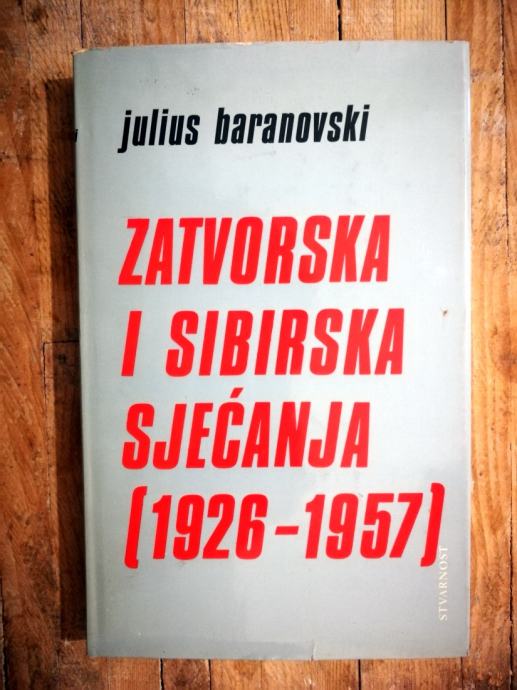 julius baranovski
ZATVORSKA
I SIBIRSKA
SJEĆANJA
(1926-1957)
STVARNOST